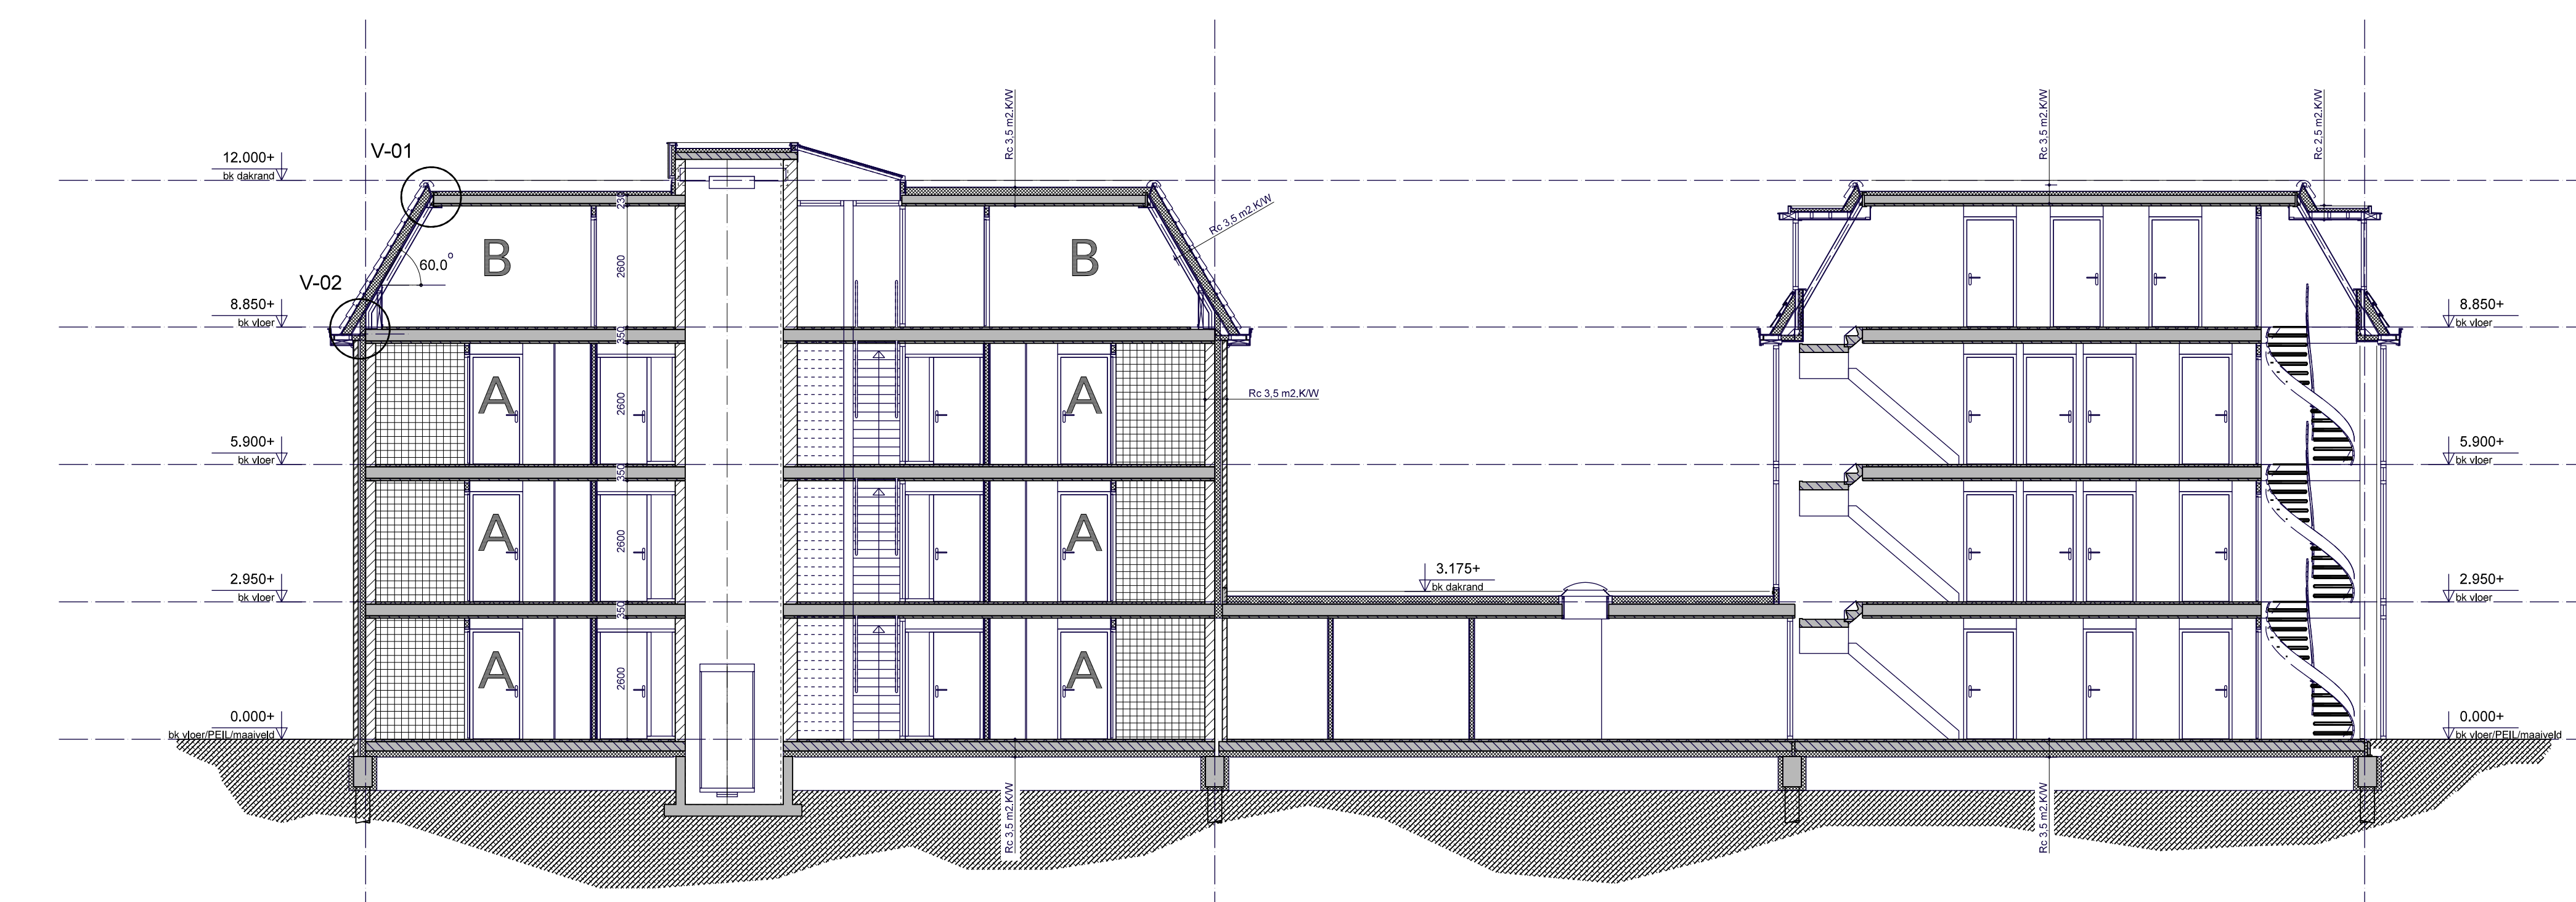 Rc 3,5 m2.K/W
Rc 3,5 m2.K/W
Rc 2,5 m2.K/W
V-01
12.000+
bk dakrand
230
Rc 3,5 m2.K/W
B
2600
B
60.0°
V-02
8.850+
bk vloer
350
8.850+
bk vloer
A
2600
A
Rc 3,5 m2.K/W
5.900+
bk vloer
350
5.900+
bk vloer
A
2600
A
3.175+
bk dakrand
2.950+
bk vloer
350
2.950+
bk vloer
A
2600
A
0.000+
bk vloer/PEIL/maaiveld
0.000+
bk vloer/PEIL/maaiveld
Rc 3,5 m2.K/W
Rc 3,5 m2.K/W